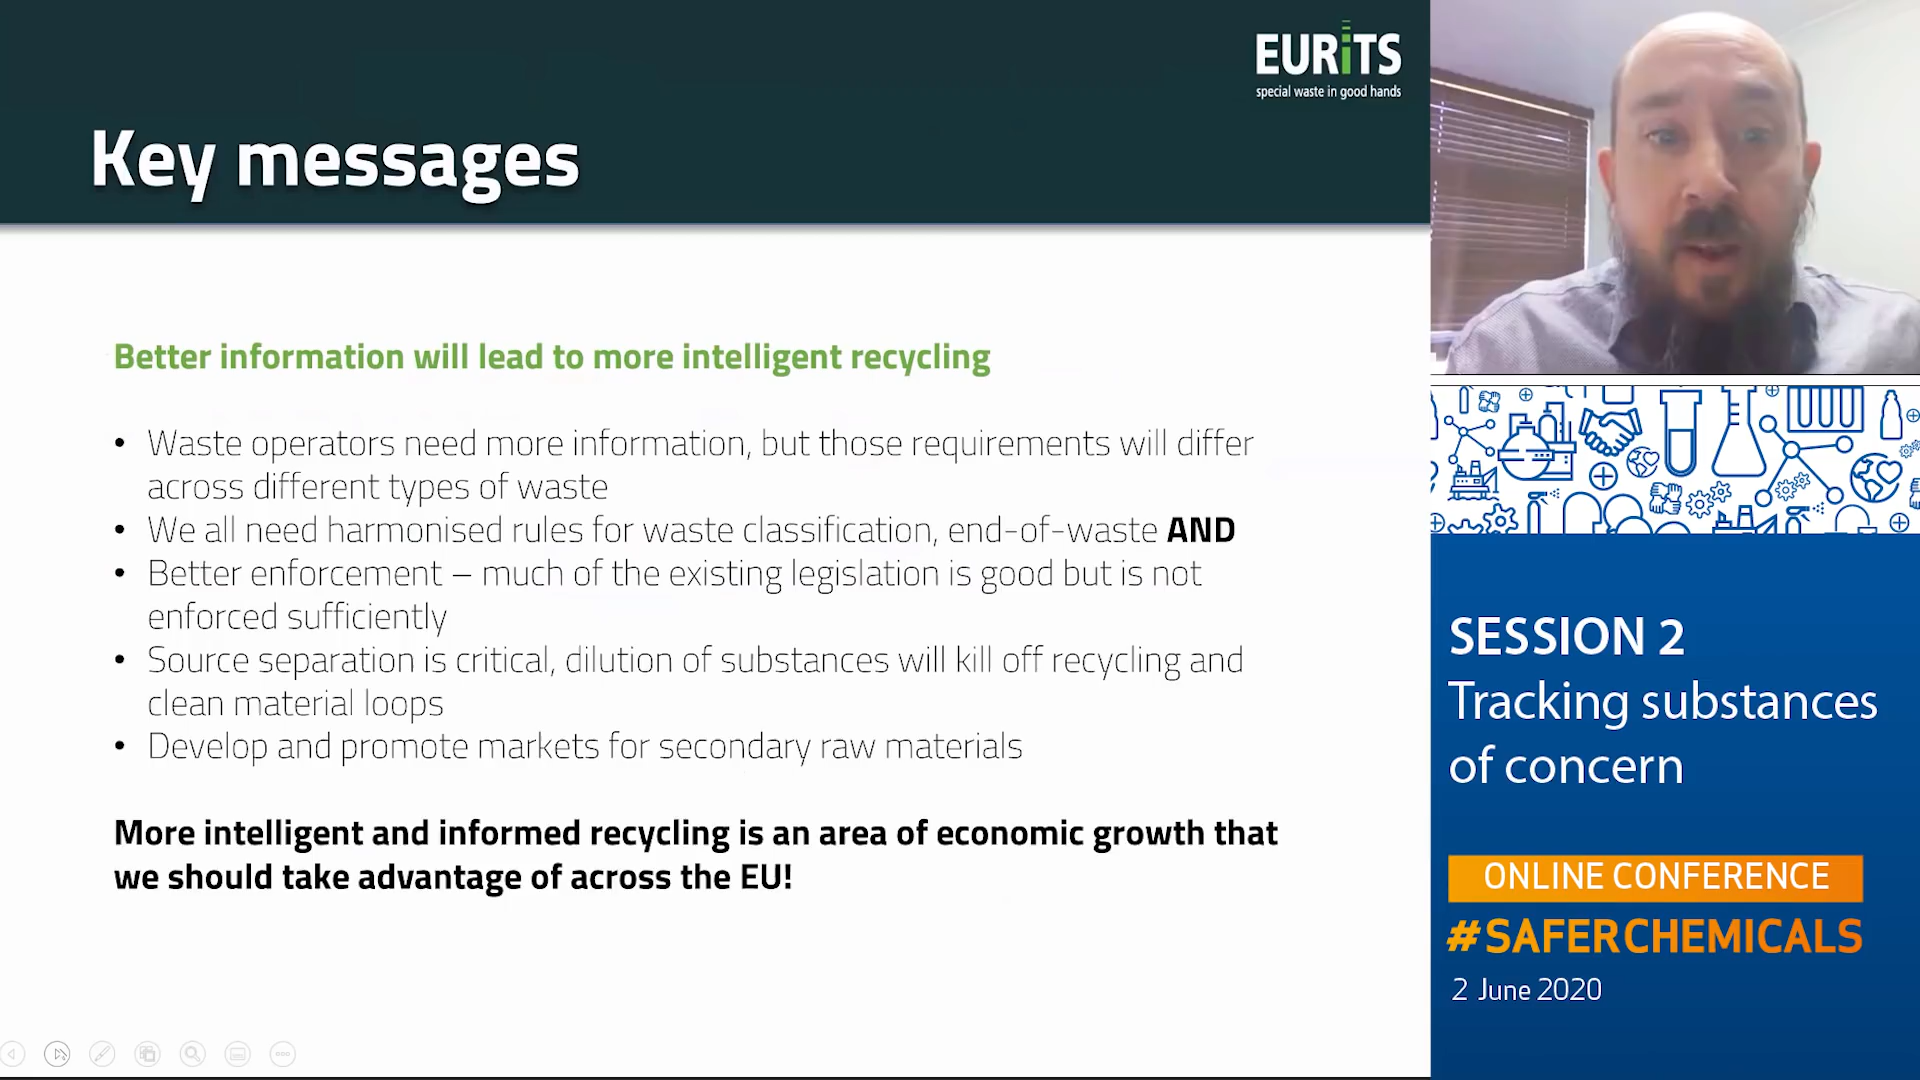 EURiTS
special waste in good hands
Key messages
Better information will lead to more intelligent recycling
• Waste operators need more information, but those requirements will differ
across different types of waste
• We all need harmonised rules for waste classification, end-of-waste AND
• Better enforcement – much of the existing legislation is good but is not
enforced sufficiently
• Source separation is critical, dilution of substances will kill off recycling and
clean material loops
• Develop and promote markets for secondary raw materials
More intelligent and informed recycling is an area of economic growth that
we should take advantage of across the EU!
SESSION 2
Tracking substances
of concern
ONLINE CONFERENCE
#SAFERCHEMICALS
2 June 2020